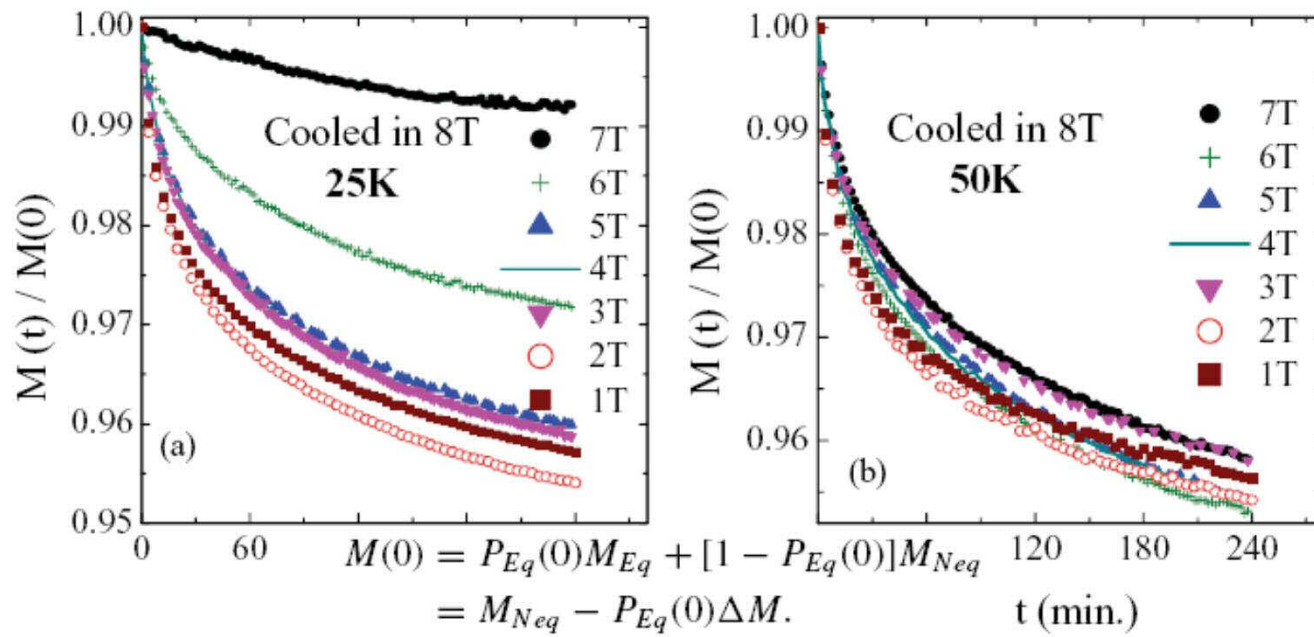 M (t) / M(0)
1.00
0.99
0.98
0.97
0.96
0.95
Cooled in 8T
25K
7T
6T
5T
4T
3T
2T
1T
(a)
0
60
M (t) / M(0)
1.00
0.99
0.98
0.97
0.96
Cooled in 8T
50K
7T
6T
5T
4T
3T
2T
1T
(b)
120
180
240
M(0) = P_{Eq}(0)M_{Eq} + [1 − P_{Eq}(0)]M_{Neq}
= M_{Neq} − P_{Eq}(0)ΔM.
t (min.)